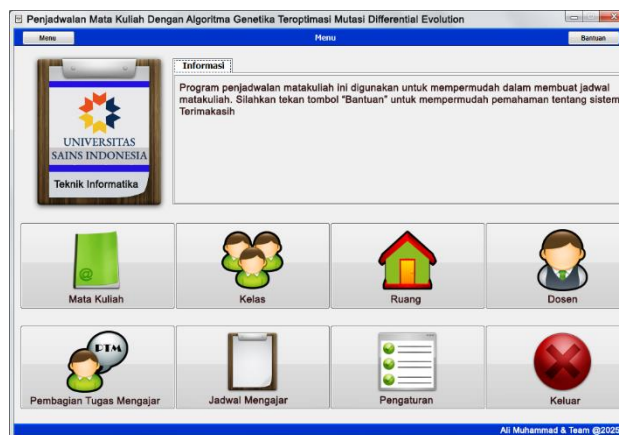 Penjadwalan Mata Kuliah Dengan Algoritma Genetika Teroptimasi Mutasi Differential Evolution
Menu
Menu
Bantuan
Informasi
Program penjadwalan matakuliah ini digunakan untuk mempermudah dalam membuat jadwal
matakuliah. Silahkan tekan tombol "Bantuan" untuk mempermudah pemahaman tentang sistem
Terimakasih
UNIVERSITAS
SAINS INDONESIA
Teknik Informatika
@
Mata Kuliah
Kelas
Ruang
Dosen
PTM
Pembagian Tugas Mengajar
Jadwal Mengajar
Pengaturan
Keluar
Ali Muhammad & Team @2025